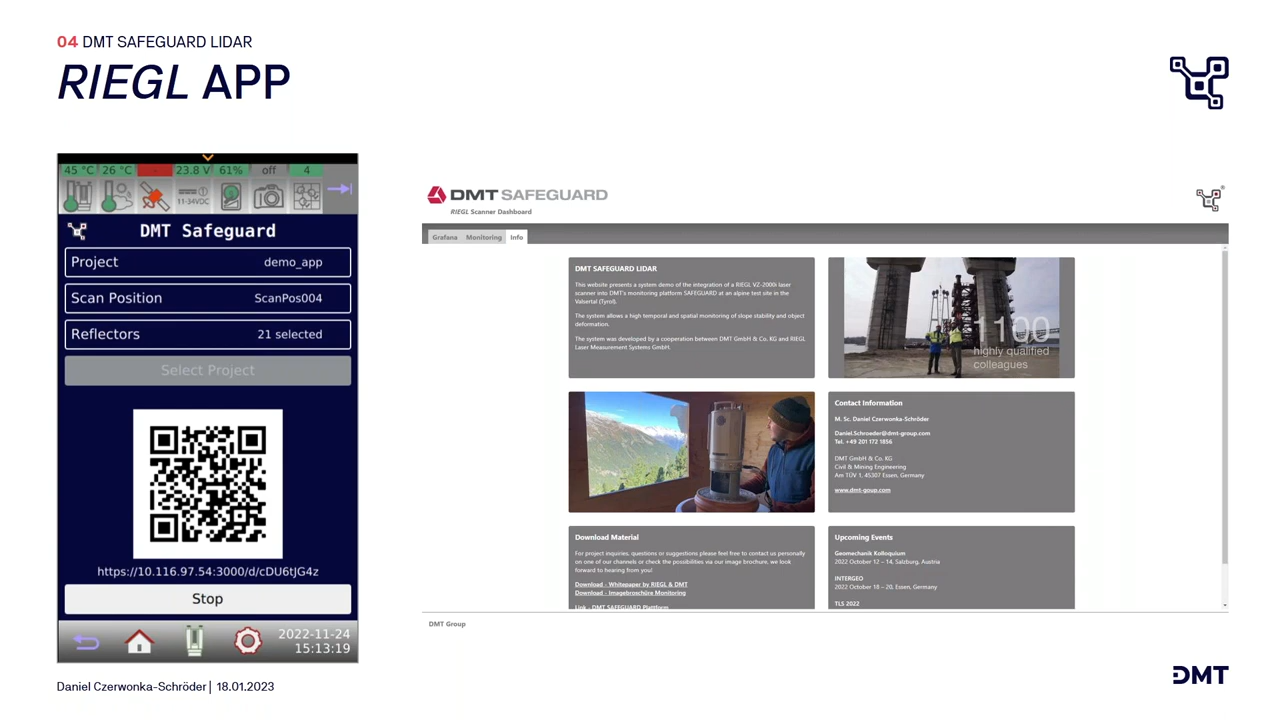 04 DMT SAFEGUARD LIDAR
RIEGL APP
45 °C 26 °C - 23.8 V 61% off 4
11-34VDC
DMT Safeguard
Project demo_app
Scan Position ScanPos004
Reflectors 21 selected
Select Project
https://10.116.97.54:3000/d/cDU6tJG4z
Stop
2022-11-24
15:13:19
DMT SAFEGUARD
RIEGL Scanner Dashboard
Grafana Monitoring Info
DMT SAFEGUARD LIDAR
This website presents a system demo of the integration of a RIEGL VZ-2000i laser
scanner into DMT's monitoring platform SAFEGUARD at an alpine test site in the
Valsertal (Tyrol).
The system allows a high temporal and spatial monitoring of slope stability and object
deformation.
The system was developed by a cooperation between DMT GmbH & Co. KG and RIEGL
Laser Measurement Systems GmbH.
1100
highly qualified
colleagues
Contact Information
M. Sc. Daniel Czerwonka-Schröder
Daniel.Schroeder@dmt-group.com
Tel. +49 201 172 1856
DMT GmbH & Co. KG
Civil & Mining Engineering
Am TÜV 1, 45307 Essen, Germany
www.dmt-goup.com
Download Material
For project inquiries, questions or suggestions please feel free to contact us personally
on one of our channels or check the possibilities via our image brochure, we look
forward to hearing from you!
Download - Whitepaper by RIEGL & DMT
Download - Imagebroschüre Monitoring
Link - DMT SAFEGUARD Plattform
Upcoming Events
Geomechanik Kolloquium
2022 October 12 – 14, Salzburg, Austria
INTERGEO
2022 October 18 – 20, Essen, Germany
TLS 2022
DMT Group
Daniel Czerwonka-Schröder | 18.01.2023
DMT